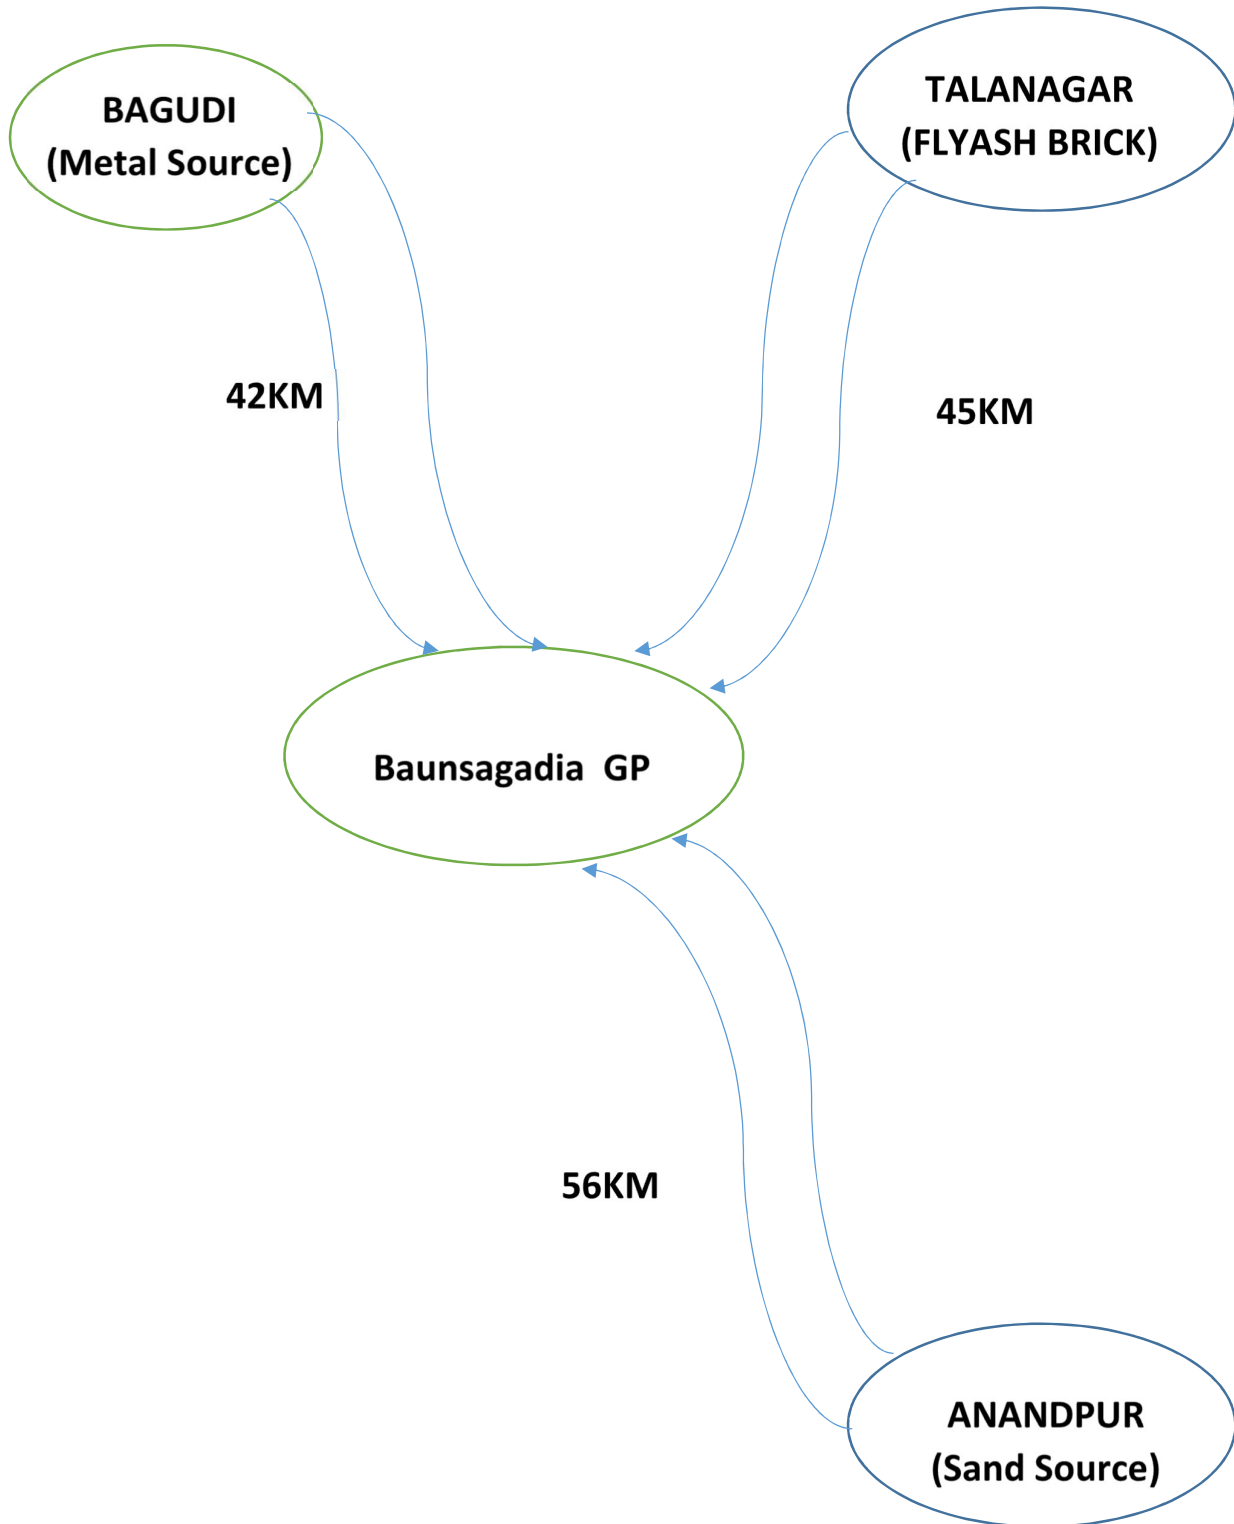 BAGUDI
(Metal Source)
TALANAGAR
(FLYASH BRICK)
42KM
45KM
Baunsagadia GP
56KM
ANANDPUR
(Sand Source)